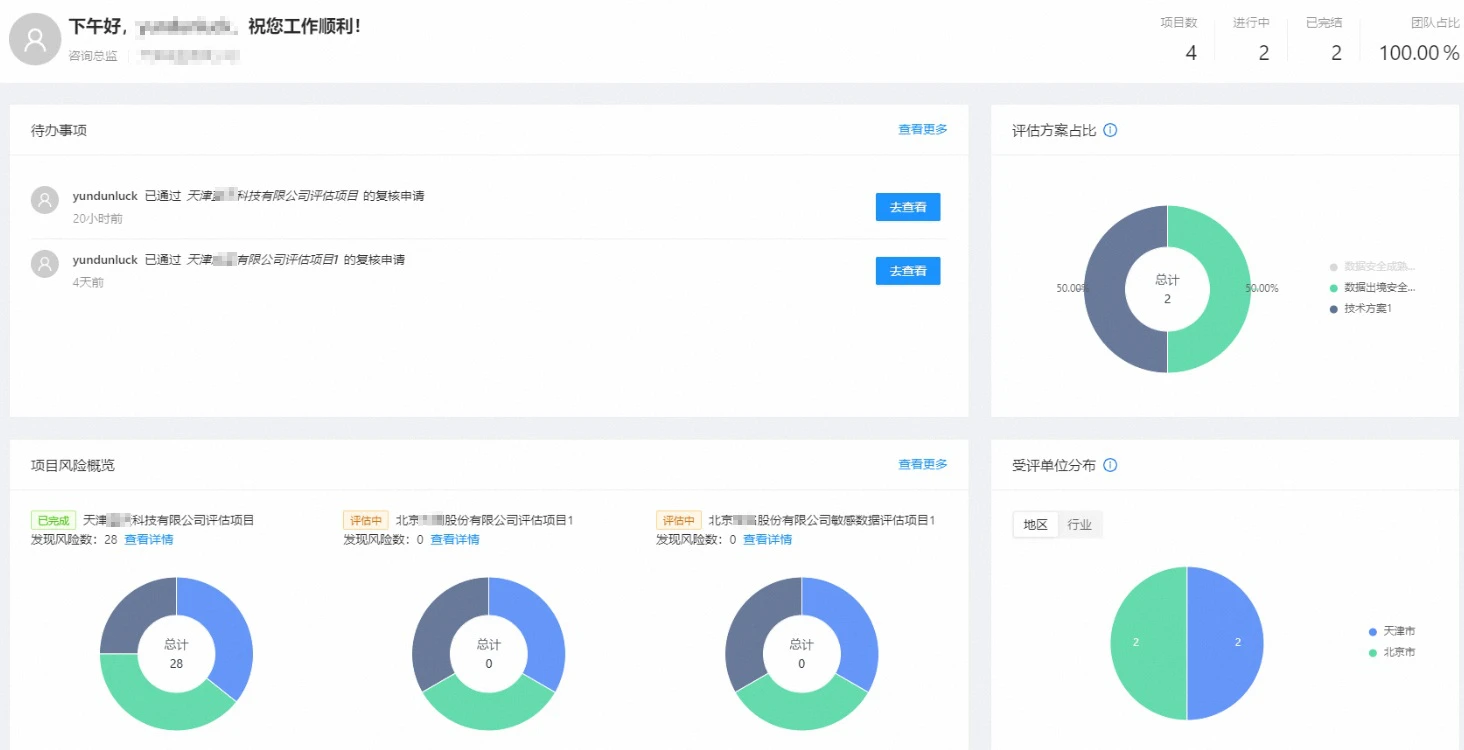 下午好, 祝您工作顺利!
咨询总监
项目数 进行中 已完结 团队占比
4 2 2 100.00 %
待办事项 查看更多
yundunluck 已通过 天津 科技有限公司评估项目 的复核申请
20小时前
去查看
yundunluck 已通过 天津 有限公司评估项目1 的复核申请
4天前
去查看
评估方案占比
50.00%
总计
2
50.00%
数据安全成熟...
数据出境安全...
技术方案1
项目风险概览 查看更多
已完成 天津 科技有限公司评估项目
发现风险数: 28 查看详情
总计
28
评估中 北京 股份有限公司评估项目1
发现风险数: 0 查看详情
总计
0
评估中 北京 股份有限公司敏感数据评估项目1
发现风险数: 0 查看详情
总计
0
受评单位分布
地区 行业
2 2
天津市
北京市